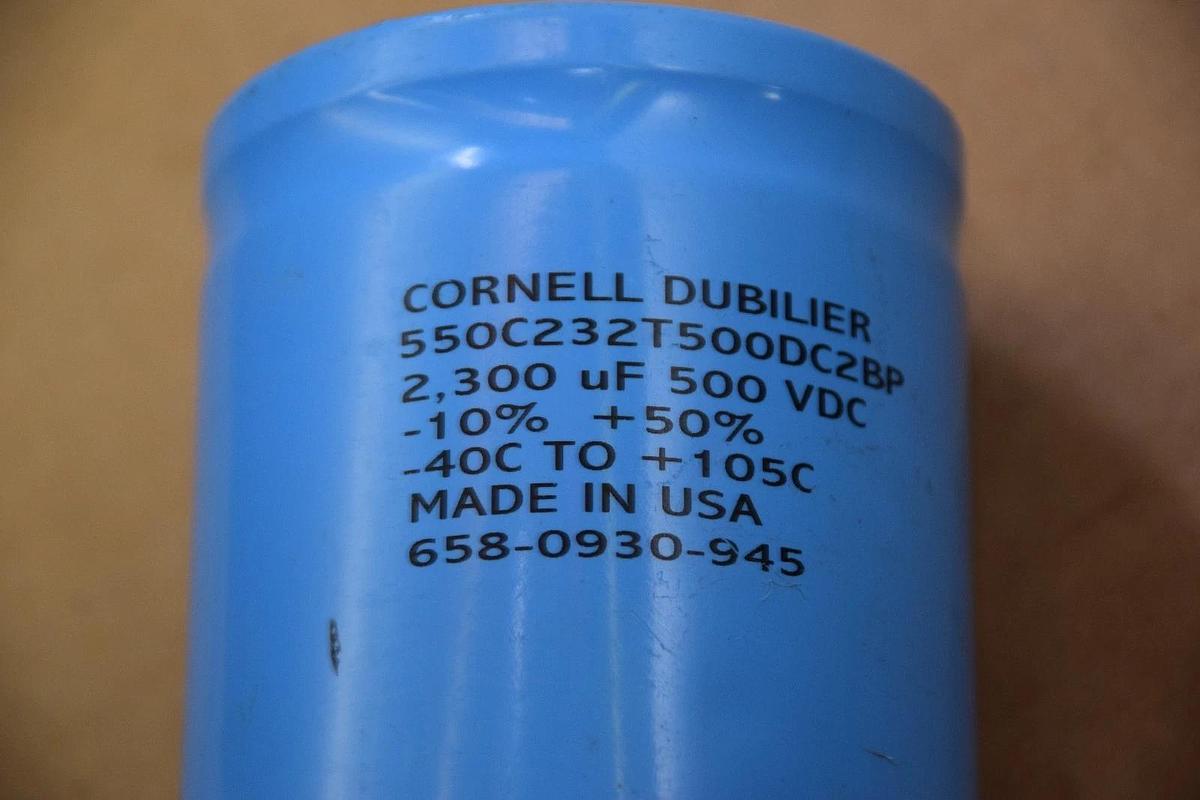 CORNELL DUBILIER
550C232T500DC2BP
2,300 uF 500 VDC
-10% +50%
-40C TO +105C
MADE IN USA
658-0930-945